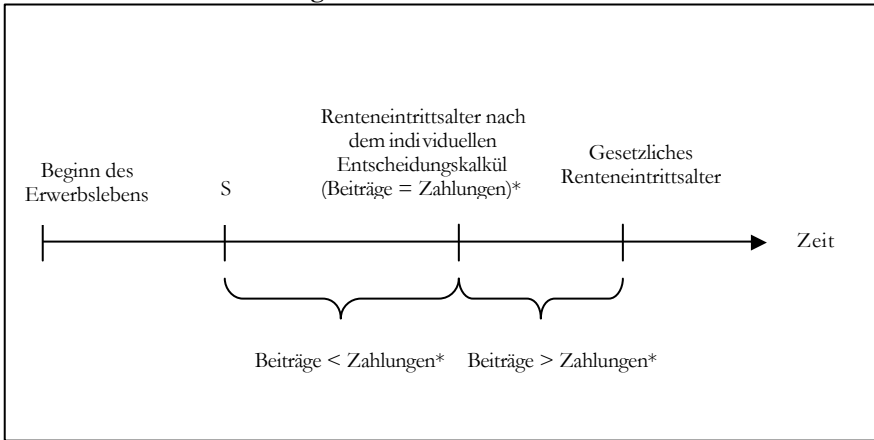 Beginn des
Erwerbslebens
S
Renteneintrittsalter nach
dem individuellen
Entscheidungskalkül
(Beiträge = Zahlungen)*
Gesetzliches
Renteneintrittsalter
Zeit
Beiträge < Zahlungen*
Beiträge > Zahlungen*